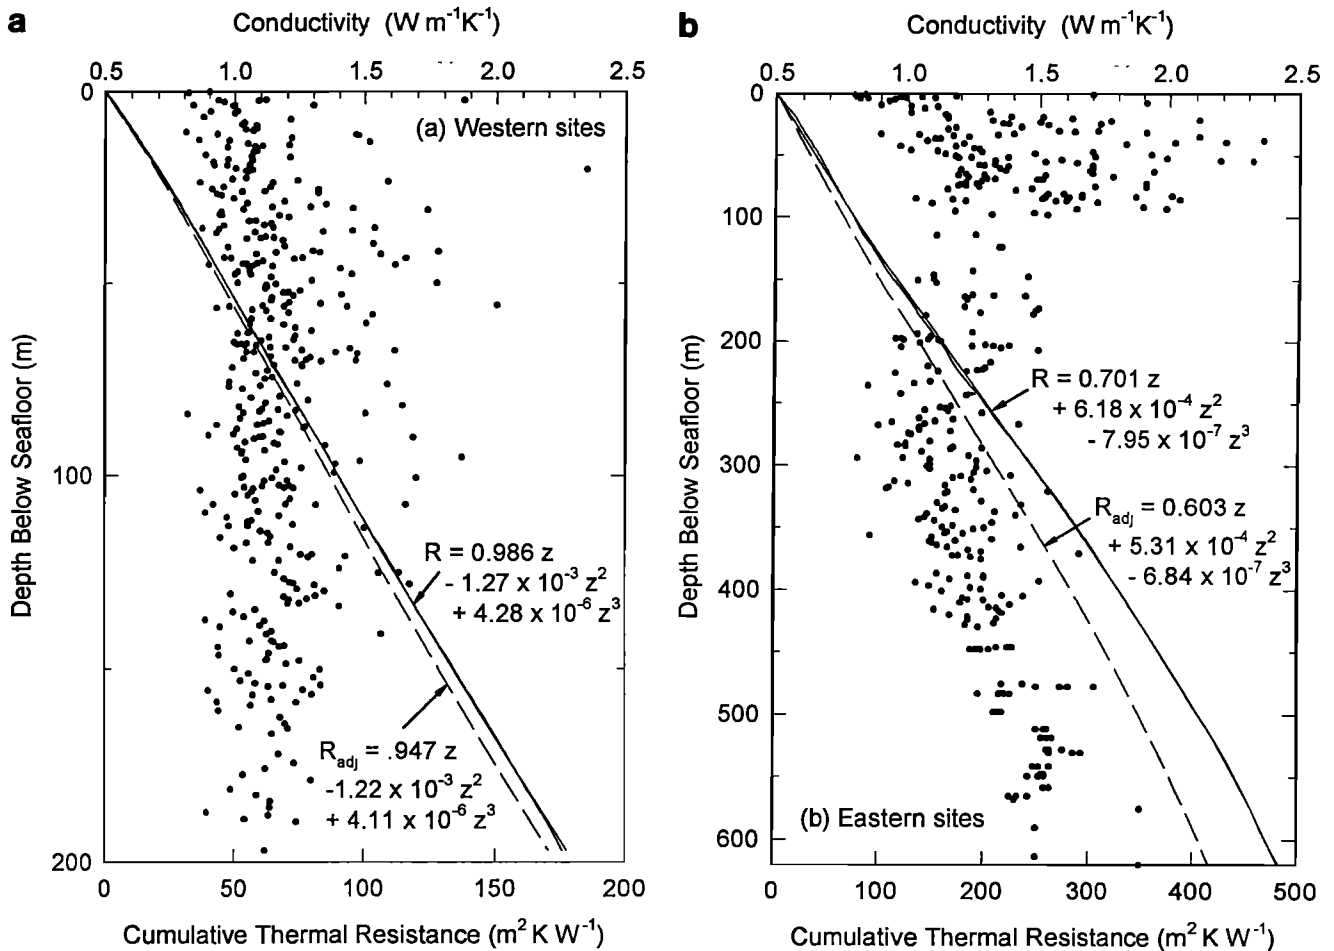 a
Conductivity (W m⁻¹K⁻¹)
0.5 1.0 1.5 2.0 2.5
(a) Western sites
0
100
200
Depth Below Seafloor (m)
R = 0.986 z
- 1.27 x 10⁻³ z²
+ 4.28 x 10⁻⁶ z³
R_adj = .947 z
-1.22 x 10⁻³ z²
+ 4.11 x 10⁻⁶ z³
0 50 100 150 200
Cumulative Thermal Resistance (m² K W⁻¹)
b
Conductivity (W m⁻¹K⁻¹)
0.5 1.0 1.5 2.0 2.5
0
100
200
300
400
500
600
Depth Below Seafloor (m)
R = 0.701 z
+ 6.18 x 10⁻⁴ z²
- 7.95 x 10⁻⁷ z³
R_adj = 0.603 z
+ 5.31 x 10⁻⁴ z²
- 6.84 x 10⁻⁷ z³
(b) Eastern sites
0 100 200 300 400 500
Cumulative Thermal Resistance (m² K W⁻¹)